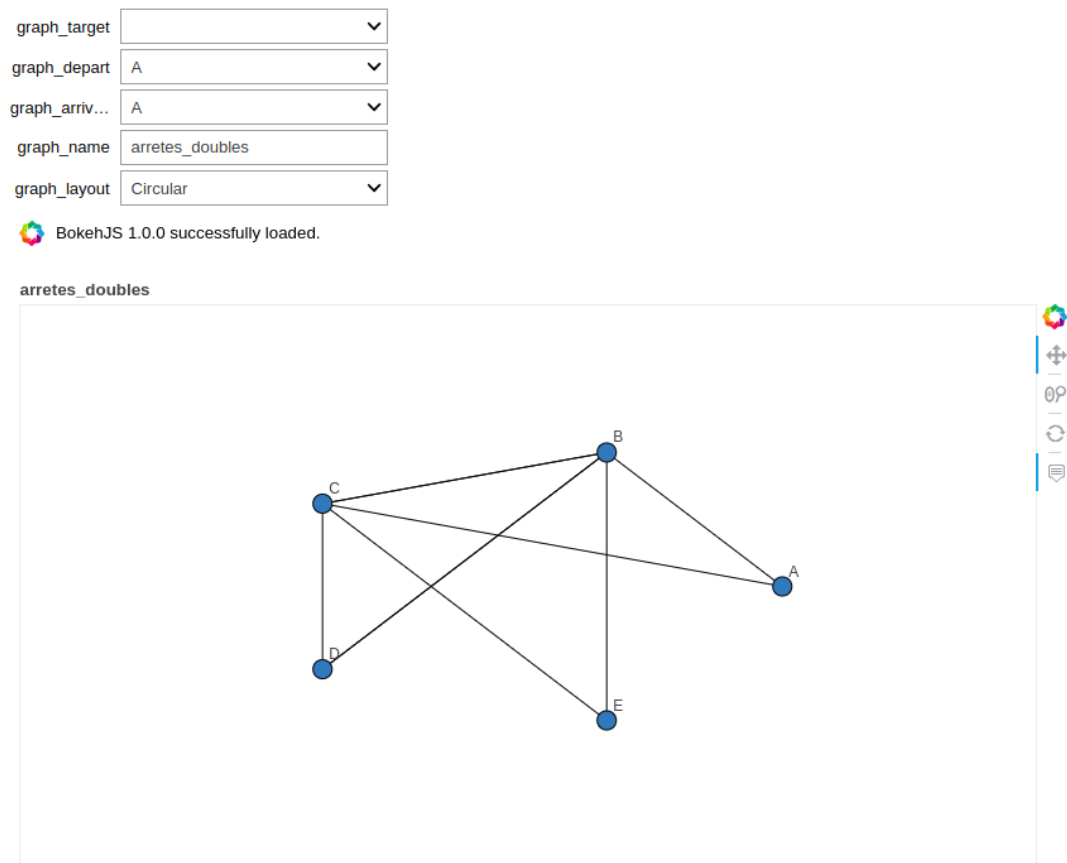 graph_target
graph_depart A
graph_arriv… A
graph_name arretes_doubles
graph_layout Circular
BokehJS 1.0.0 successfully loaded.
arretes_doubles
B
C
A
D
E